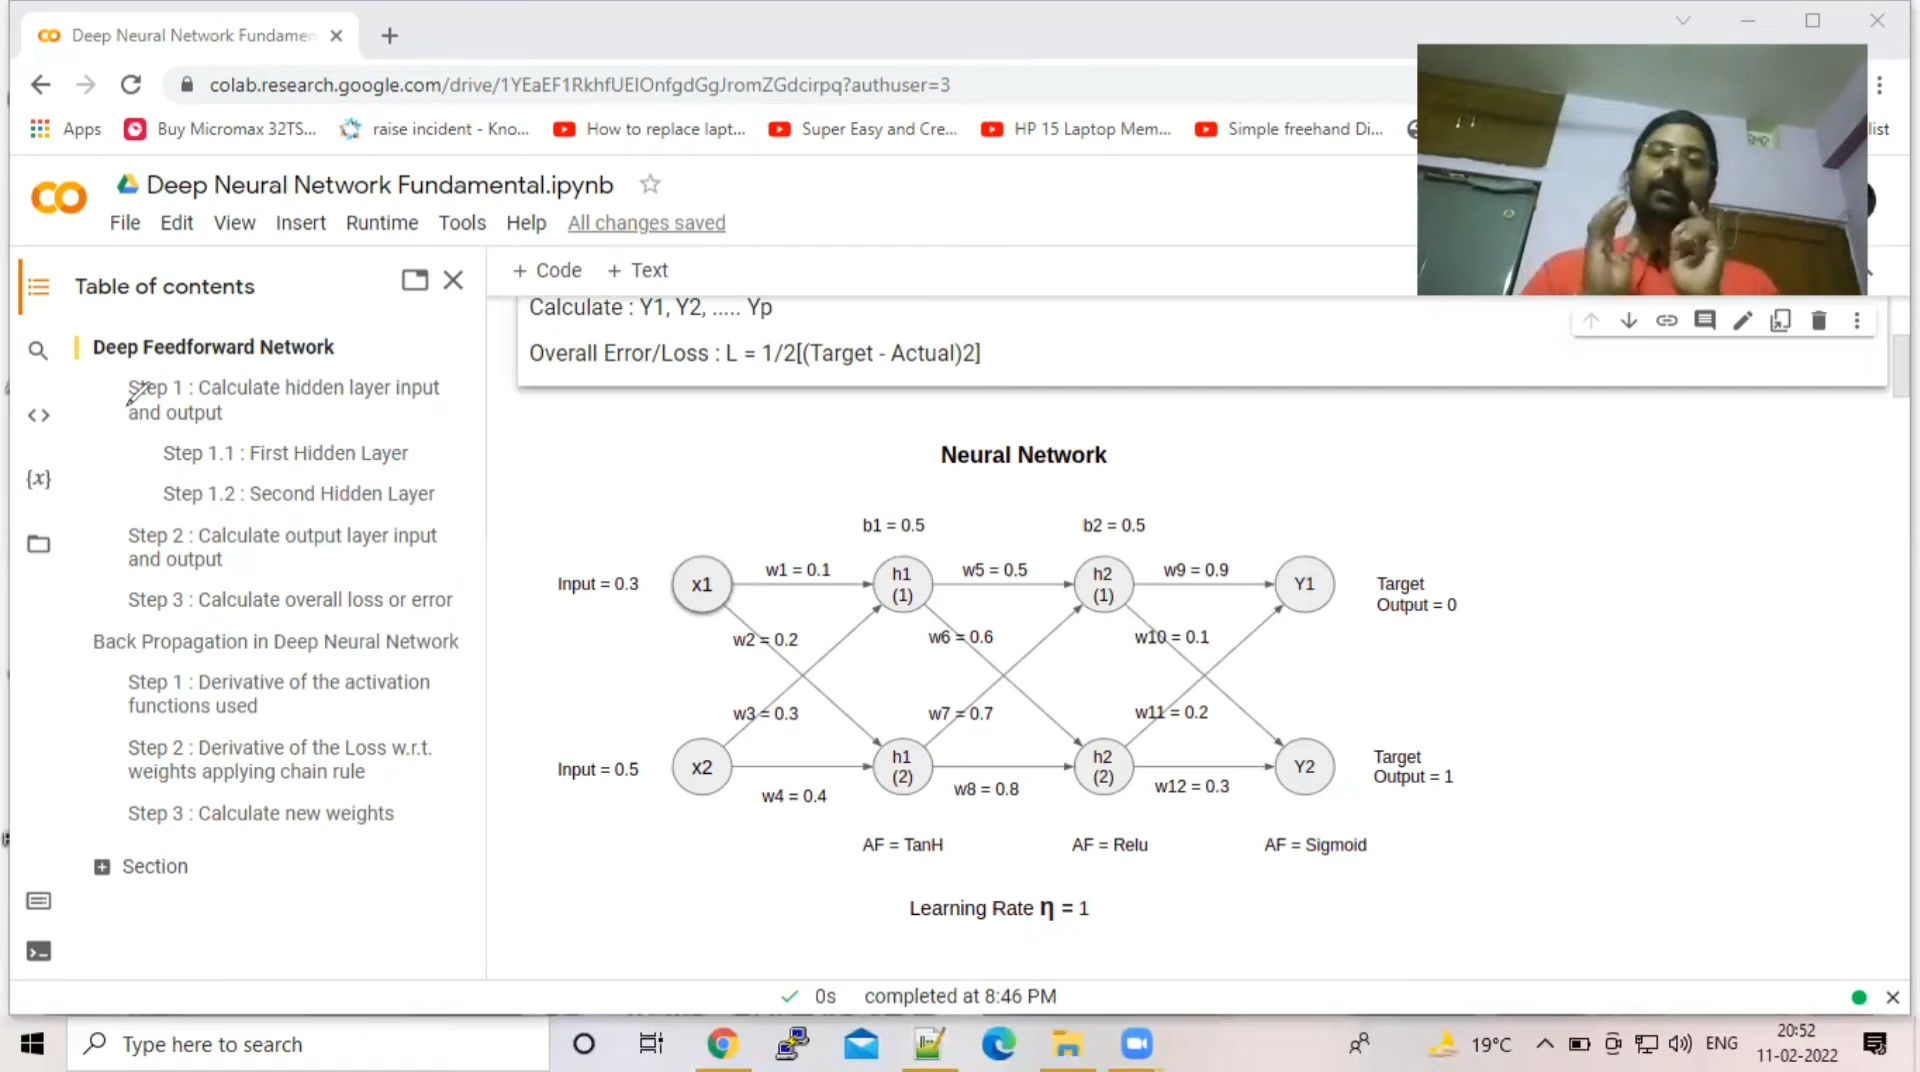 Deep Neural Network Fundamen
colab.research.google.com/drive/1YEaEF1RkhfUEIOnfgdGgJromZGdcirpq?authuser=3
Apps
Buy Micromax 32TS...
raise incident - Kno...
How to replace lapt...
Super Easy and Cre...
HP 15 Laptop Mem...
Simple freehand Di...
list
Deep Neural Network Fundamental.ipynb
File Edit View Insert Runtime Tools Help All changes saved
Table of contents
+ Code + Text
Deep Feedforward Network
Step 1 : Calculate hidden layer input
and output
Step 1.1 : First Hidden Layer
Step 1.2 : Second Hidden Layer
Step 2 : Calculate output layer input
and output
Step 3 : Calculate overall loss or error
Back Propagation in Deep Neural Network
Step 1 : Derivative of the activation
functions used
Step 2 : Derivative of the Loss w.r.t.
weights applying chain rule
Step 3 : Calculate new weights
Section
Calculate : Y1, Y2, ..... Yp
Overall Error/Loss : L = 1/2[(Target - Actual)2]
Neural Network
b1 = 0.5
b2 = 0.5
Input = 0.3
x1
w1 = 0.1
h1
(1)
w5 = 0.5
h2
(1)
w9 = 0.9
Y1
Target
Output = 0
w2 = 0.2
w6 = 0.6
w10 = 0.1
w3 = 0.3
w7 = 0.7
w11 = 0.2
Input = 0.5
x2
w4 = 0.4
h1
(2)
w8 = 0.8
h2
(2)
w12 = 0.3
Y2
Target
Output = 1
AF = TanH
AF = Relu
AF = Sigmoid
Learning Rate η = 1
0s completed at 8:46 PM
Type here to search
19°C
ENG
20:52
11-02-2022